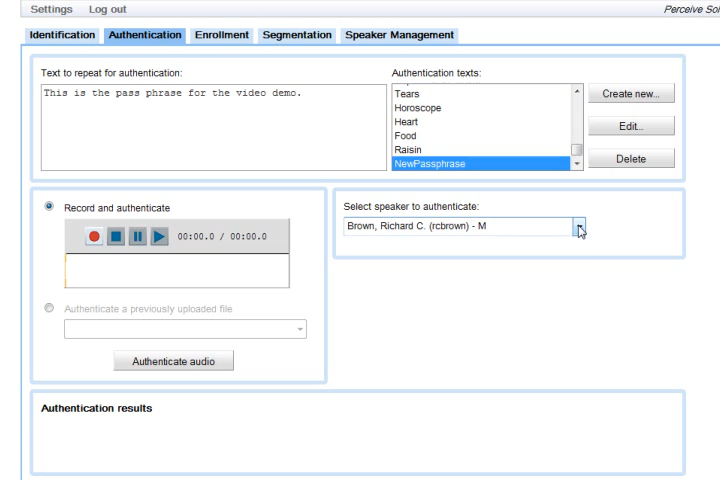 Settings Log out Perceive Sol
Identification Authentication Enrollment Segmentation Speaker Management
Text to repeat for authentication:
This is the pass phrase for the video demo.
Authentication texts:
Tears
Horoscope
Heart
Food
Raisin
NewPassphrase
Create new...
Edit...
Delete
Record and authenticate
00:00.0 / 00:00.0
Authenticate a previously uploaded file
Authenticate audio
Select speaker to authenticate:
Brown, Richard C. (rcbrown) - M
Authentication results